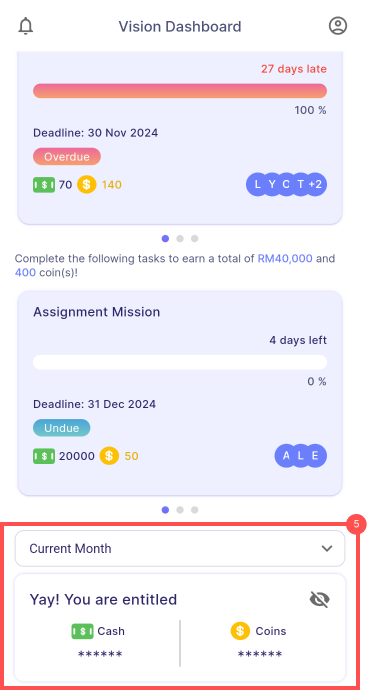 Vision Dashboard
27 days late
100 %
Deadline: 30 Nov 2024
Overdue
70 $ 140
L Y C T +2
Complete the following tasks to earn a total of RM40,000 and
400 coin(s)!
Assignment Mission
4 days left
0 %
Deadline: 31 Dec 2024
Undue
20000 $ 50
A L E
5
Current Month
Yay! You are entitled
Cash
$ Coins
******
******